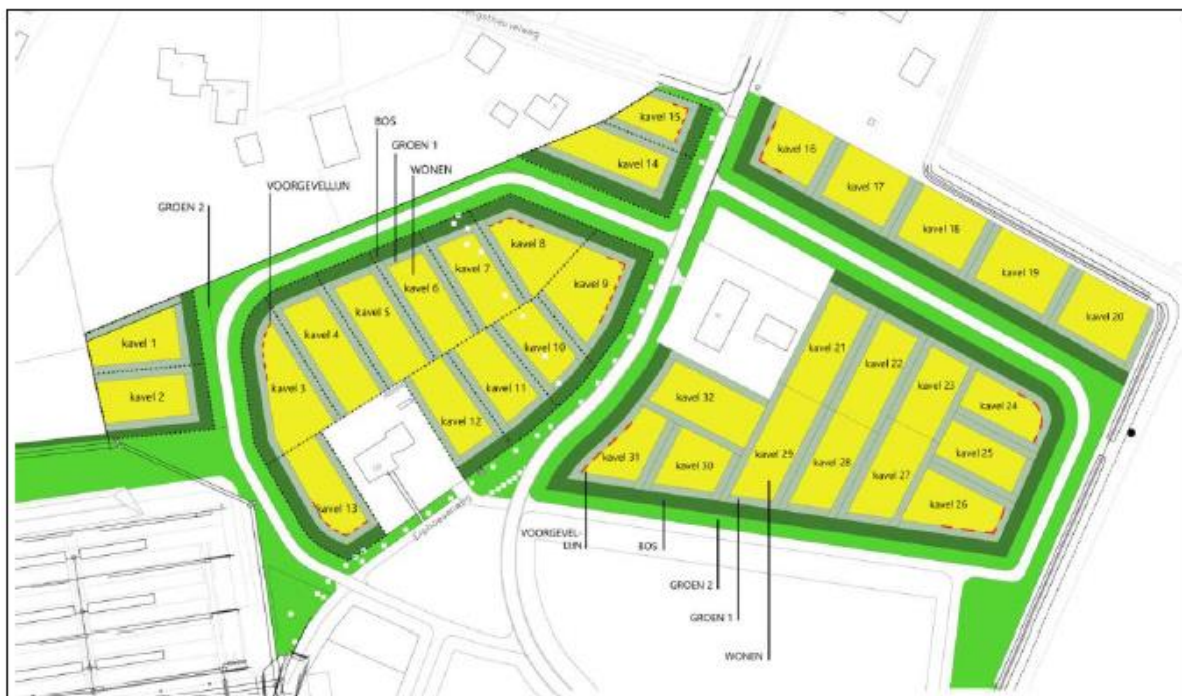 BOS
GROEN 1
WONEN
VOORGEVELLIJN
GROEN 2
kavel 15
kavel 14
kavel 16
kavel 17
kavel 18
kavel 19
kavel 20
kavel 8
kavel 7
kavel 6
kavel 9
kavel 5
kavel 4
kavel 1
kavel 2
kavel 3
kavel 10
kavel 11
kavel 12
kavel 13
kavel 21
kavel 22
kavel 23
kavel 24
kavel 25
kavel 26
kavel 32
kavel 31
kavel 30
kavel 29
kavel 28
kavel 27
VOORGEVEL-
LIJN
BOS
GROEN 2
GROEN 1
WONEN